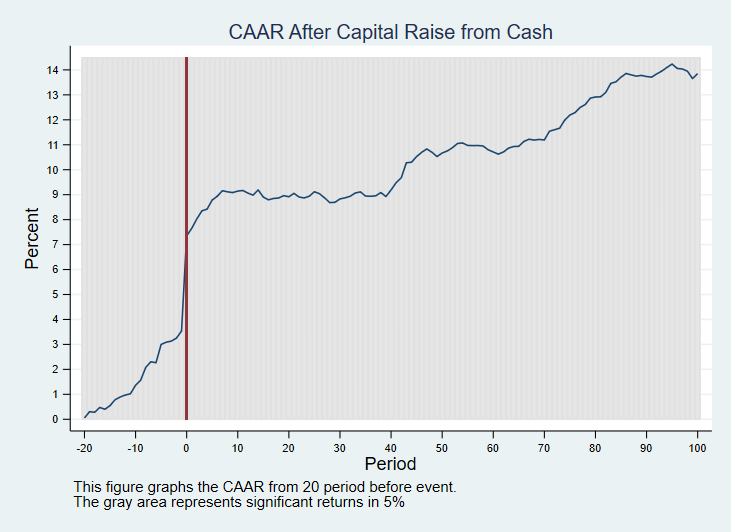 CAAR After Capital Raise from Cash
Percent
14
13
12
11
10
9
8
7
6
5
4
3
2
1
0
-20 -10 0 10 20 30 40 50 60 70 80 90 100
Period
This figure graphs the CAAR from 20 period before event.
The gray area represents significant returns in 5%